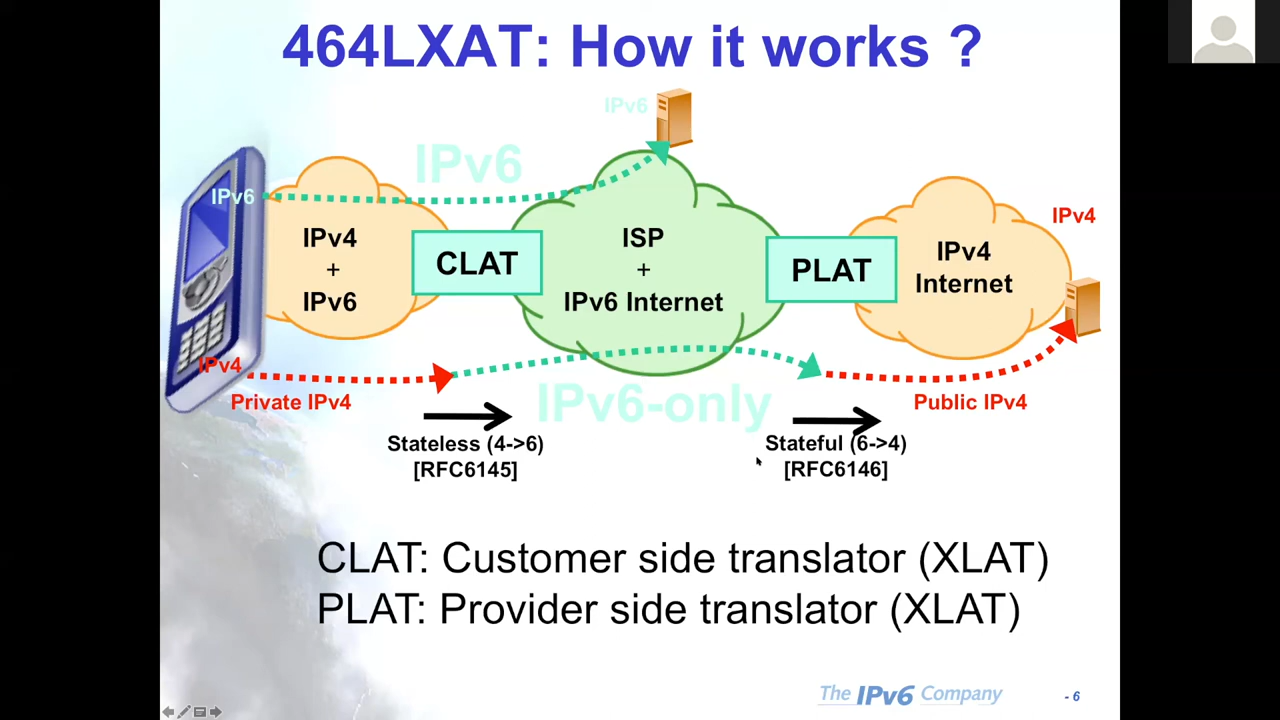 464LXAT: How it works ?
IPv6
IPv6
IPv6
IPv4
+
IPv6
CLAT
ISP
+
IPv6 Internet
PLAT
IPv4
Internet
IPv4
IPv4
Private IPv4
IPv6-only
Public IPv4
Stateless (4->6)
[RFC6145]
Stateful (6->4)
[RFC6146]
CLAT: Customer side translator (XLAT)
PLAT: Provider side translator (XLAT)
The IPv6 Company
- 6